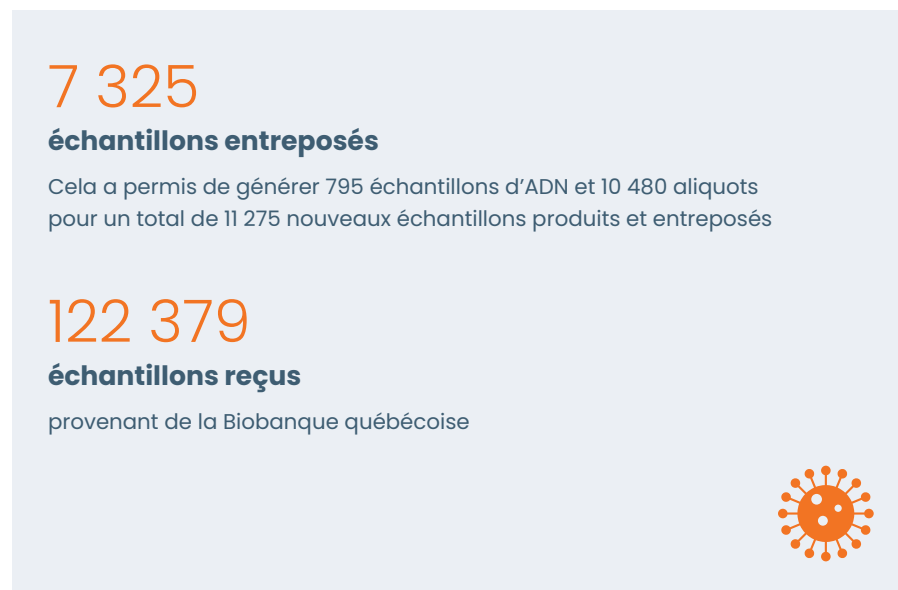 7 325
échantillons entreposés
Cela a permis de générer 795 échantillons d’ADN et 10 480 aliquots
pour un total de 11 275 nouveaux échantillons produits et entreposés
122 379
échantillons reçus
provenant de la Biobanque québécoise